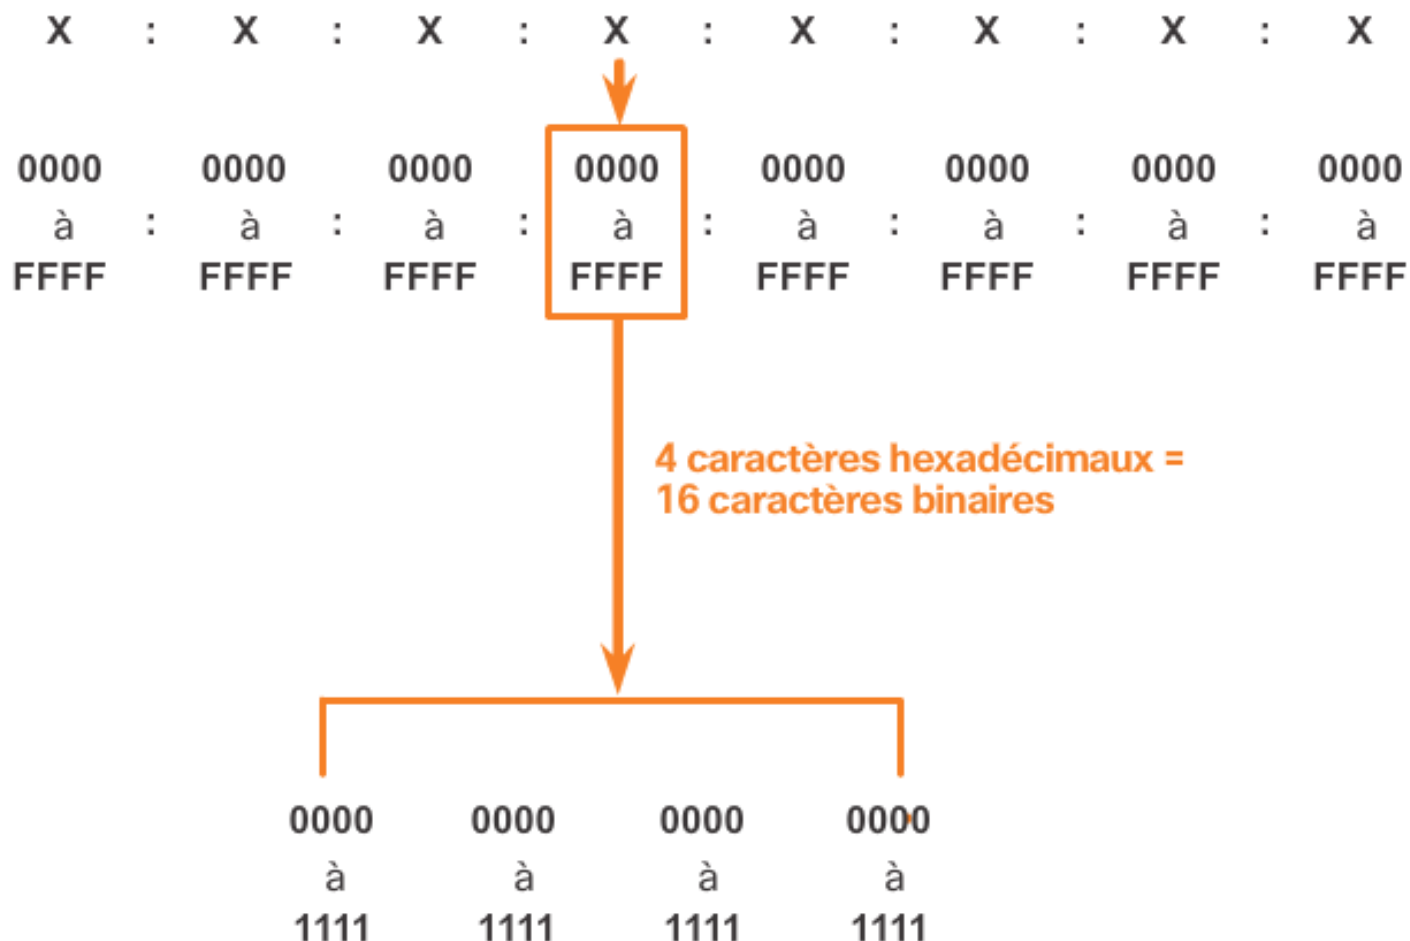 X : X : X : X : X : X : X : X
0000 0000 0000 0000 0000 0000 0000 0000
à : à : à : à : à : à : à : à
FFFF FFFF FFFF FFFF FFFF FFFF FFFF FFFF
4 caractères hexadécimaux =
16 caractères binaires
0000 0000 0000 0000
à à à à
1111 1111 1111 1111